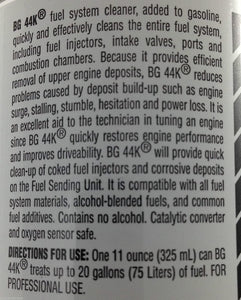 BG 44K® fuel system cleaner, added to gasoline,
quickly and effectively cleans the entire fuel system,
including fuel injectors, intake valves, ports and
combustion chambers. Because it provides efficient
removal of upper engine deposits, BG 44K® reduces
problems caused by deposit build-up such as engine
surge, stalling, stumble, hesitation and power loss. It is
an excellent aid to the technician in tuning an engine
since BG 44K® quickly restores engine performance
and improves driveability. BG 44K® will provide quick
clean-up of coked fuel injectors and corrosive deposits
on the Fuel Sending Unit. It is compatible with all fuel
system materials, alcohol-blended fuels, and common
fuel additives. Contains no alcohol. Catalytic converter
and oxygen sensor safe.
DIRECTIONS FOR USE: One 11 ounce (325 mL) can BG
44K® treats up to 20 gallons (75 Liters) of fuel. FOR
PROFESSIONAL USE.